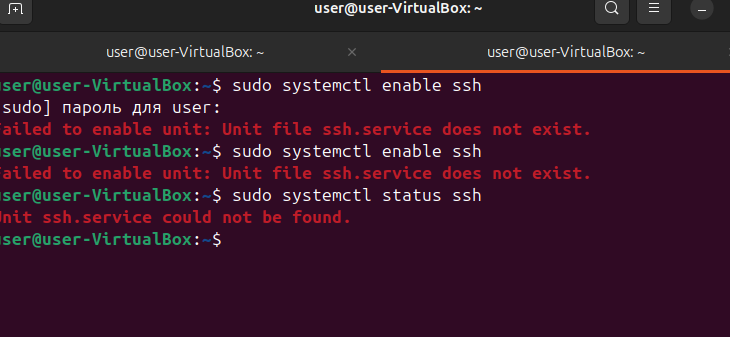 user@user-VirtualBox: ~
user@user-VirtualBox: ~ × user@user-VirtualBox: ~
user@user-VirtualBox:~$ sudo systemctl enable ssh
sudo] пароль для user:
Failed to enable unit: Unit file ssh.service does not exist.
user@user-VirtualBox:~$ sudo systemctl enable ssh
Failed to enable unit: Unit file ssh.service does not exist.
user@user-VirtualBox:~$ sudo systemctl status ssh
Unit ssh.service could not be found.
user@user-VirtualBox:~$